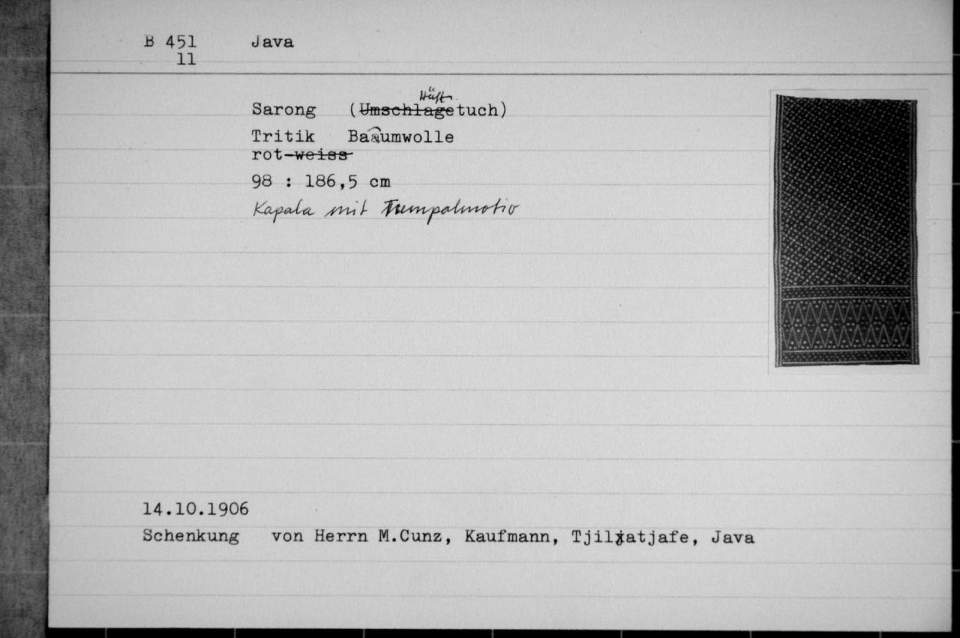 B 451 Java
11
Hüft
Sarong (Umschlagetuch)
Tritik Baaumwolle
rot-weiss
98 : 186,5 cm
Kapala mit Tumpalmotiv
14.10.1906
Schenkung von Herrn M.Cunz, Kaufmann, Tjilatjafe, Java